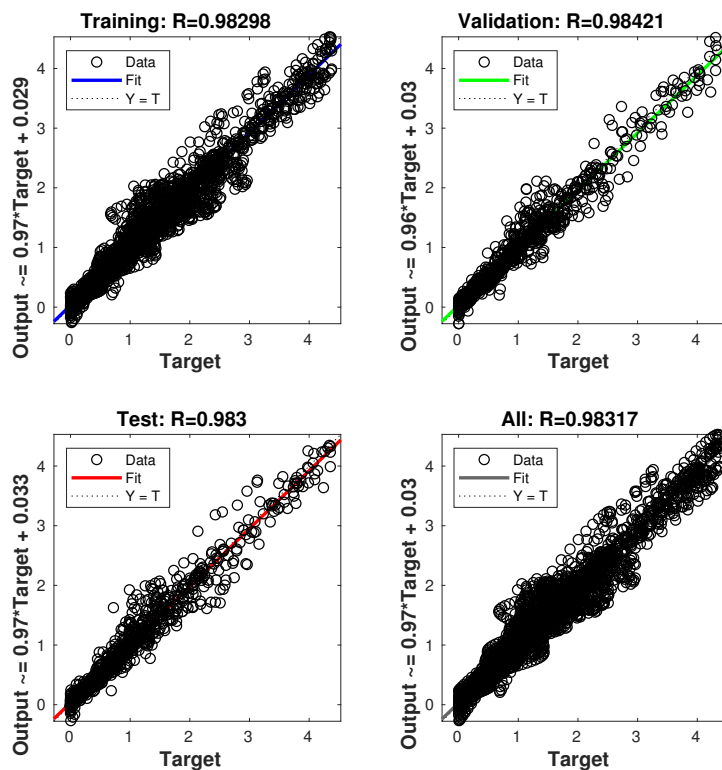 Training: R=0.98298
Output ~= 0.97*Target + 0.029
4
3
2
1
0
Data
Fit
Y = T
0 1 2 3 4
Target
Validation: R=0.98421
Output ~= 0.96*Target + 0.03
4
3
2
1
0
Data
Fit
Y = T
0 1 2 3 4
Target
Test: R=0.983
Output ~= 0.97*Target + 0.033
4
3
2
1
0
Data
Fit
Y = T
0 1 2 3 4
Target
All: R=0.98317
Output ~= 0.97*Target + 0.03
4
3
2
1
0
Data
Fit
Y = T
0 1 2 3 4
Target